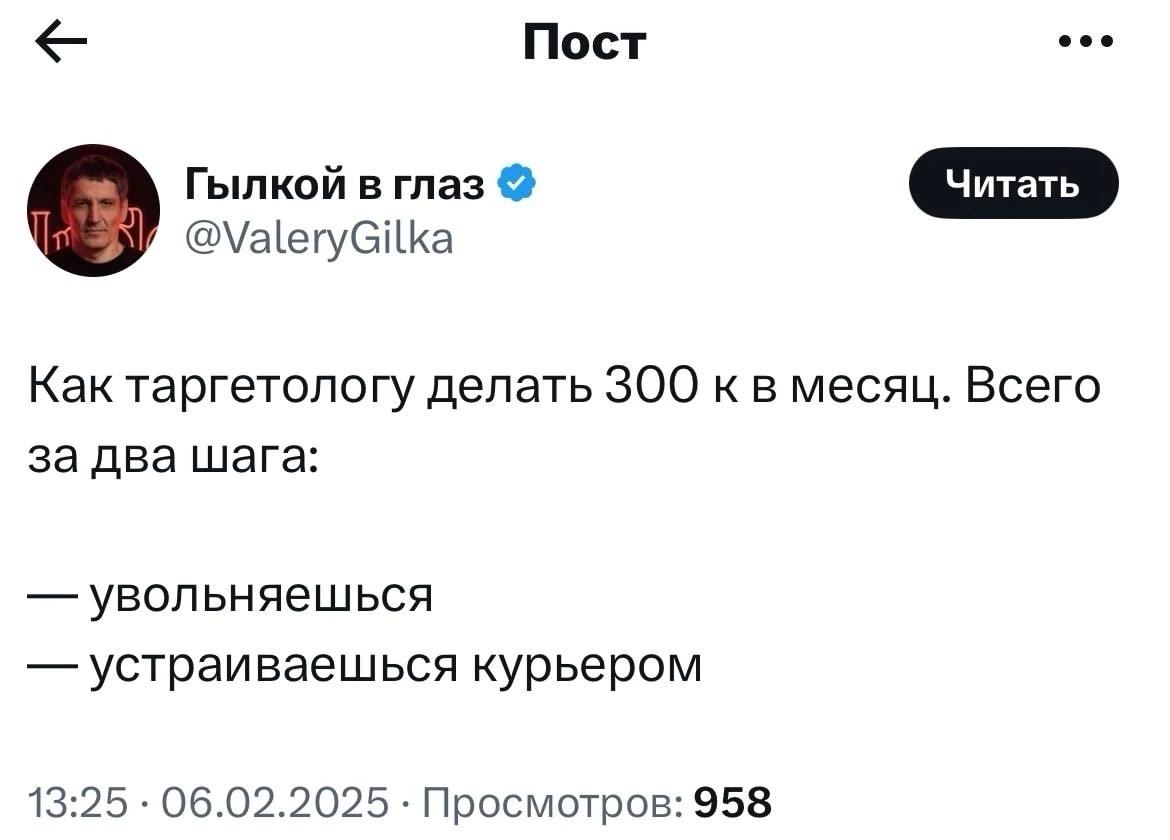 Пост
Гылкой в глаз
Читать
@ValeryGilka
Как таргетологу делать 300 к в месяц. Всего
за два шага:
— увольняешься
— устраиваешься курьером
13:25 · 06.02.2025 · Просмотров: 958